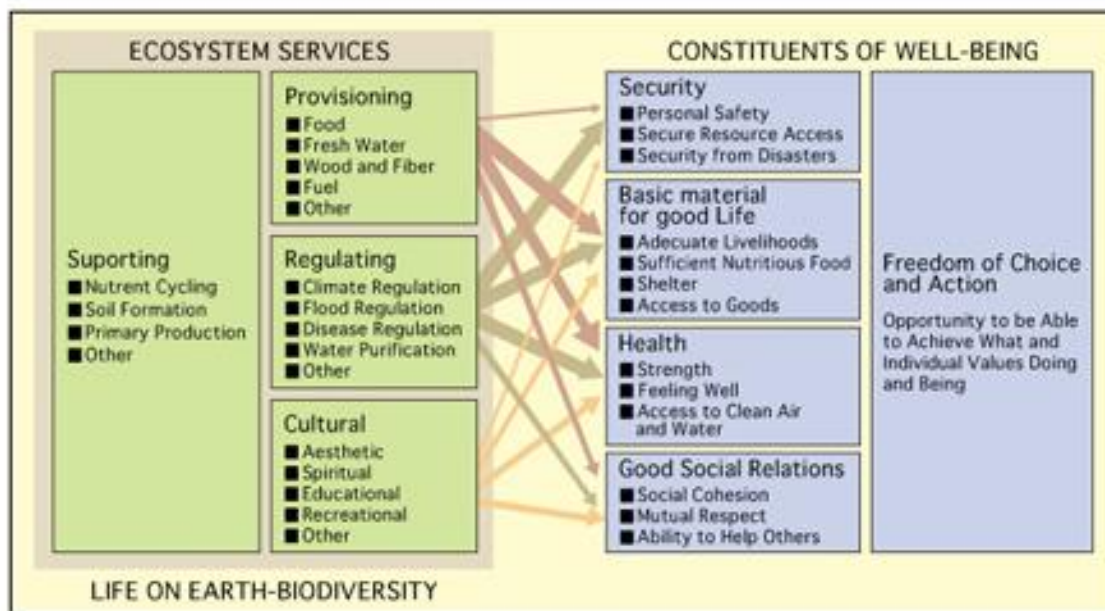 ECOSYSTEM SERVICES
Suporting
Nutrent Cycling
Soil Formation
Primary Production
Other
Provisioning
Food
Fresh Water
Wood and Fiber
Fuel
Other
Regulating
Climate Regulation
Flood Regulation
Disease Regulation
Water Purification
Other
Cultural
Aesthetic
Spiritual
Educational
Recreational
Other
LIFE ON EARTH-BIODIVERSITY
CONSTITUENTS OF WELL-BEING
Security
Personal Safety
Secure Resource Access
Security from Disasters
Basic material
for good Life
Adecuate Livelihoods
Sufficient Nutritious Food
Shelter
Access to Goods
Health
Strength
Feeling Well
Access to Clean Air
and Water
Good Social Relations
Social Cohesion
Mutual Respect
Ability to Help Others
Freedom of Choice
and Action
Opportunity to be Able
to Achieve What and
Individual Values Doing
and Being